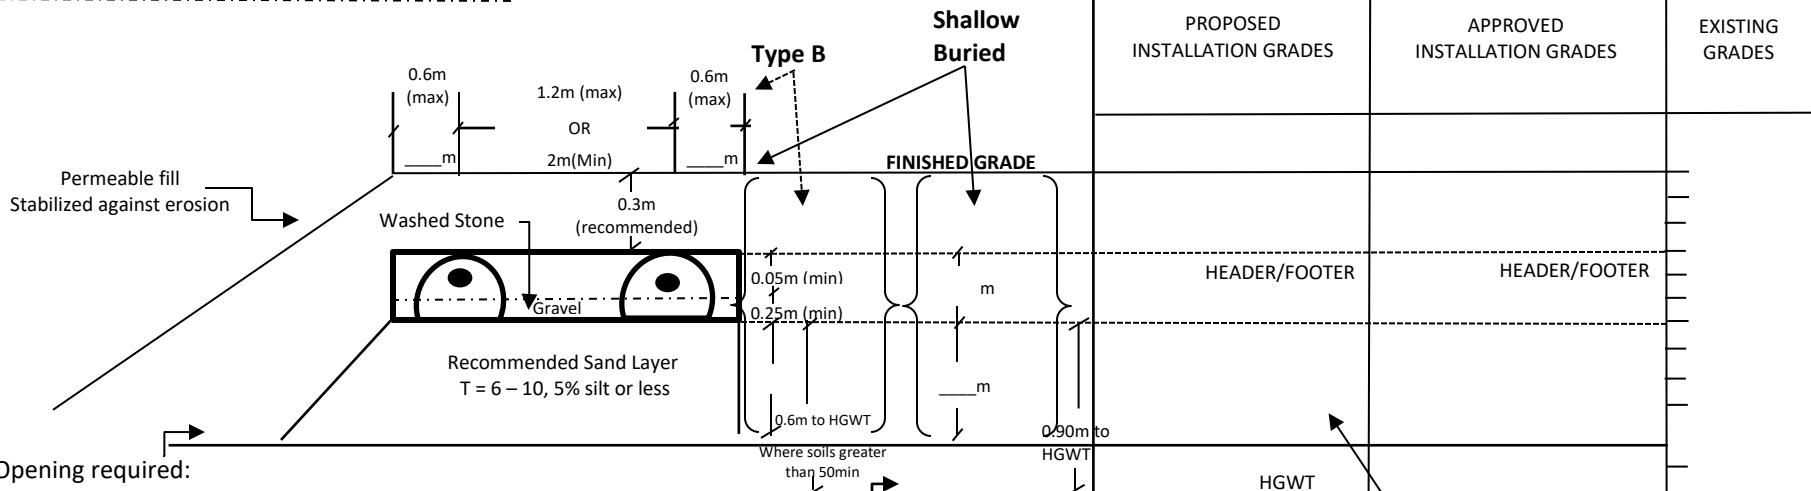 Shallow
Buried
Type B
PROPOSED
INSTALLATION GRADES
APPROVED
INSTALLATION GRADES
EXISTING
GRADES
0.6m
(max)
1.2m (max)
OR
2m(Min)
0.6m
(max)
____m
____m
FINISHED GRADE
Permeable fill
Stabilized against erosion
Washed Stone
0.3m
(recommended)
HEADER/FOOTER
HEADER/FOOTER
0.05m (min)
m
Gravel
0.25m (min)
Recommended Sand Layer
T = 6 – 10, 5% silt or less
____m
0.6m to HGWT
0.90m to
HGWT
Where soils greater
than 50min
Opening required:
HGWT